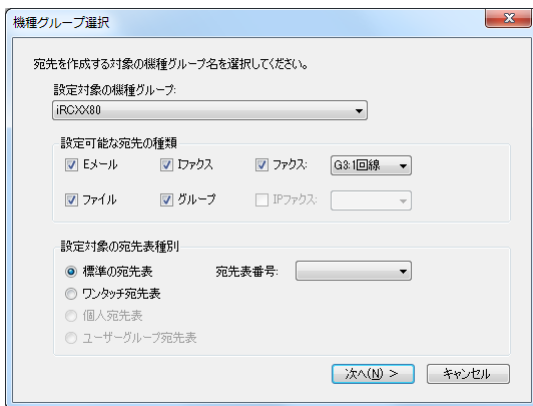 機種グループ選択
宛先を作成する対象の機種グループ名を選択してください。
設定対象の機種グループ:
iRCXX80
設定可能な宛先の種類
Eメール Iファクス ファクス: G3:1回線
ファイル グループ IPファクス:
設定対象の宛先表種別
標準の宛先表 宛先表番号:
ワンタッチ宛先表
個人宛先表
ユーザーグループ宛先表
次へ(N) > キャンセル